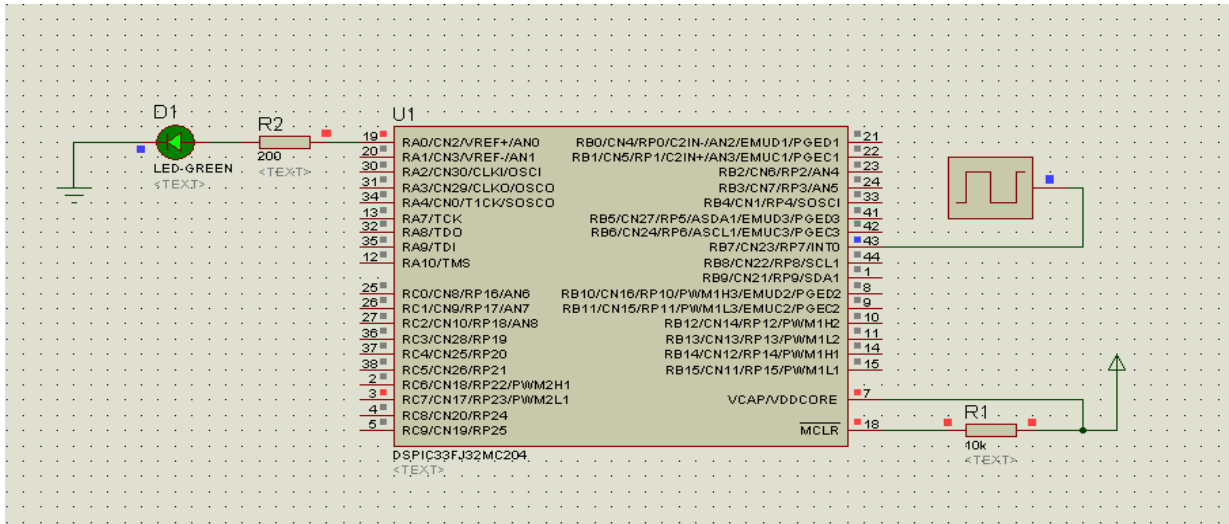 D1
LED-GREEN
<TEXT>
R2
200
<TEXT>
U1
19 RA0/CN2/VREF+/AN0
20 RA1/CN3/VREF-/AN1
30 RA2/CN30/CLKI/OSCI
31 RA3/CN29/CLKO/OSCO
34 RA4/CN0/T1CK/SOSCO
13 RA7/TCK
32 RA8/TDO
35 RA9/TDI
12 RA10/TMS
25 RC0/CN8/RP16/AN6
26 RC1/CN9/RP17/AN7
27 RC2/CN10/RP18/AN8
36 RC3/CN28/RP19
37 RC4/CN25/RP20
38 RC5/CN26/RP21
2 RC6/CN18/RP22/PWM2H1
3 RC7/CN17/RP23/PWM2L1
4 RC8/CN20/RP24
5 RC9/CN19/RP25
RB0/CN4/RP0/C2IN-/AN2/EMUD1/PGED1 21
RB1/CN5/RP1/C2IN+/AN3/EMUC1/PGEC1 22
RB2/CN6/RP2/AN4 23
RB3/CN7/RP3/AN5 24
RB4/CN1/RP4/SOSCI 33
RB5/CN27/RP5/ASDA1/EMUD3/PGED3 41
RB6/CN24/RP6/ASCL1/EMUC3/PGEC3 42
RB7/CN23/RP7/INT0 43
RB8/CN22/RP8/SCL1 44
RB9/CN21/RP9/SDA1 1
RB10/CN16/RP10/PWM1H3/EMUD2/PGED2 8
RB11/CN15/RP11/PWM1L3/EMUC2/PGEC2 9
RB12/CN14/RP12/PWM1H2 10
RB13/CN13/RP13/PWM1L2 11
RB14/CN12/RP14/PWM1H1 14
RB15/CN11/RP15/PWM1L1 15
VCAP/VDDCORE 7
MCLR 18
DSPIC33FJ32MC204
<TEXT>
R1
10k
<TEXT>